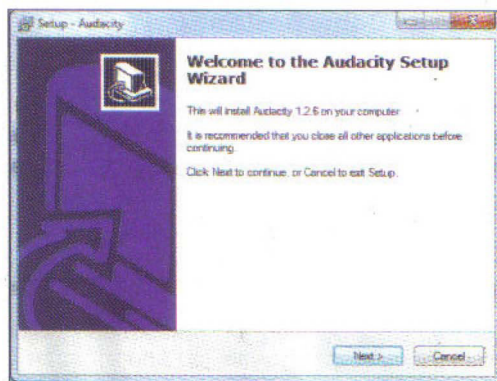 Setup - Audacity
Welcome to the Audacity Setup
Wizard
This will install Audacity 1.2.6 on your computer
It is recommended that you close all other applications before
continuing.
Click Next to continue, or Cancel to exit Setup.
Next >
Cancel